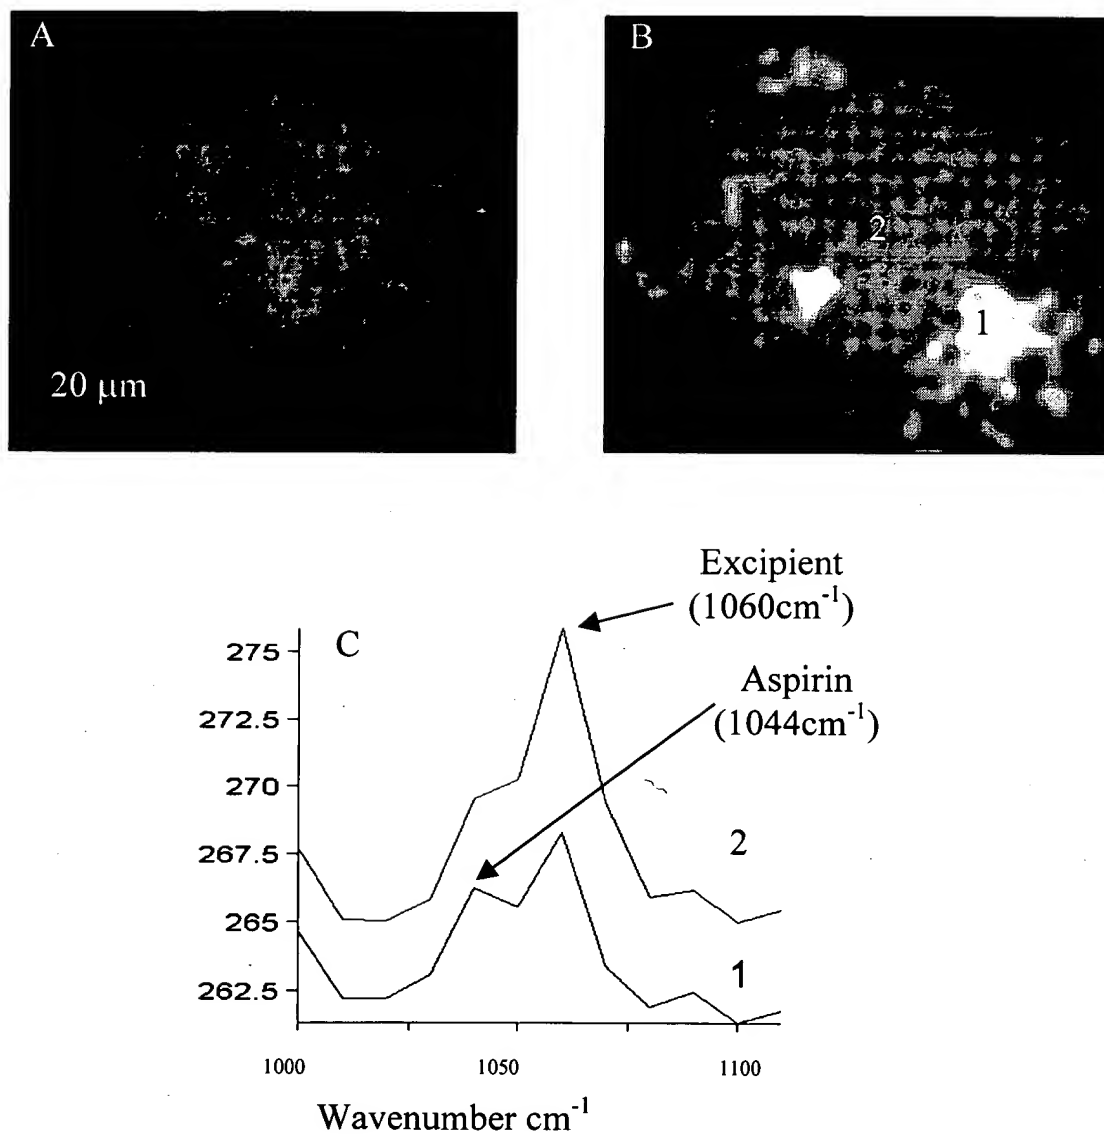 A
20 μm
B
2
1
Excipient
(1060cm⁻¹)
Aspirin
(1044cm⁻¹)
C
275
272.5
270
267.5
265
262.5
2
1
1000
1050
1100
Wavenumber cm⁻¹